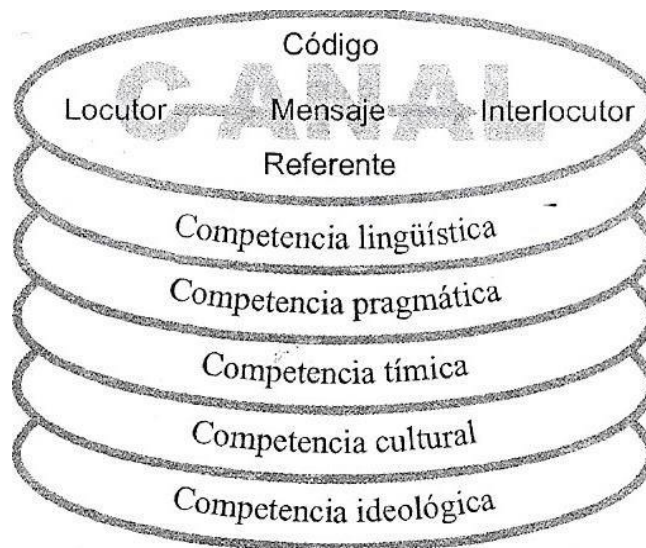 Código
CANAL
Locutor Mensaje Interlocutor
Referente
Competencia lingüística
Competencia pragmática
Competencia tímica
Competencia cultural
Competencia ideológica